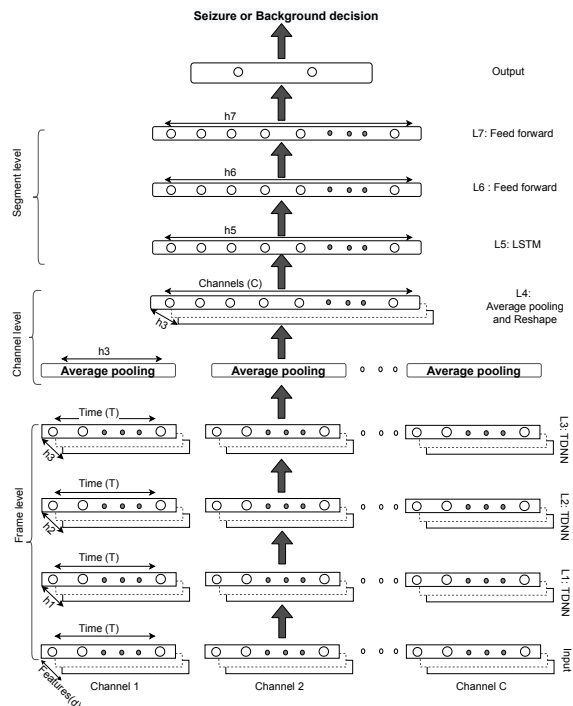 Seizure or Background decision
Output
h7
L7: Feed forward
h6
L6 : Feed forward
h5
L5: LSTM
Segment level
Channels (C)
h3
L4:
Average pooling
and Reshape
Channel level
h3
Average pooling
Average pooling
Average pooling
Time (T)
h3
L3: TDNN
Time (T)
h2
L2: TDNN
Frame level
Time (T)
h1
L1: TDNN
Time (T)
Features(d)
Input
Channel 1
Channel 2
Channel C